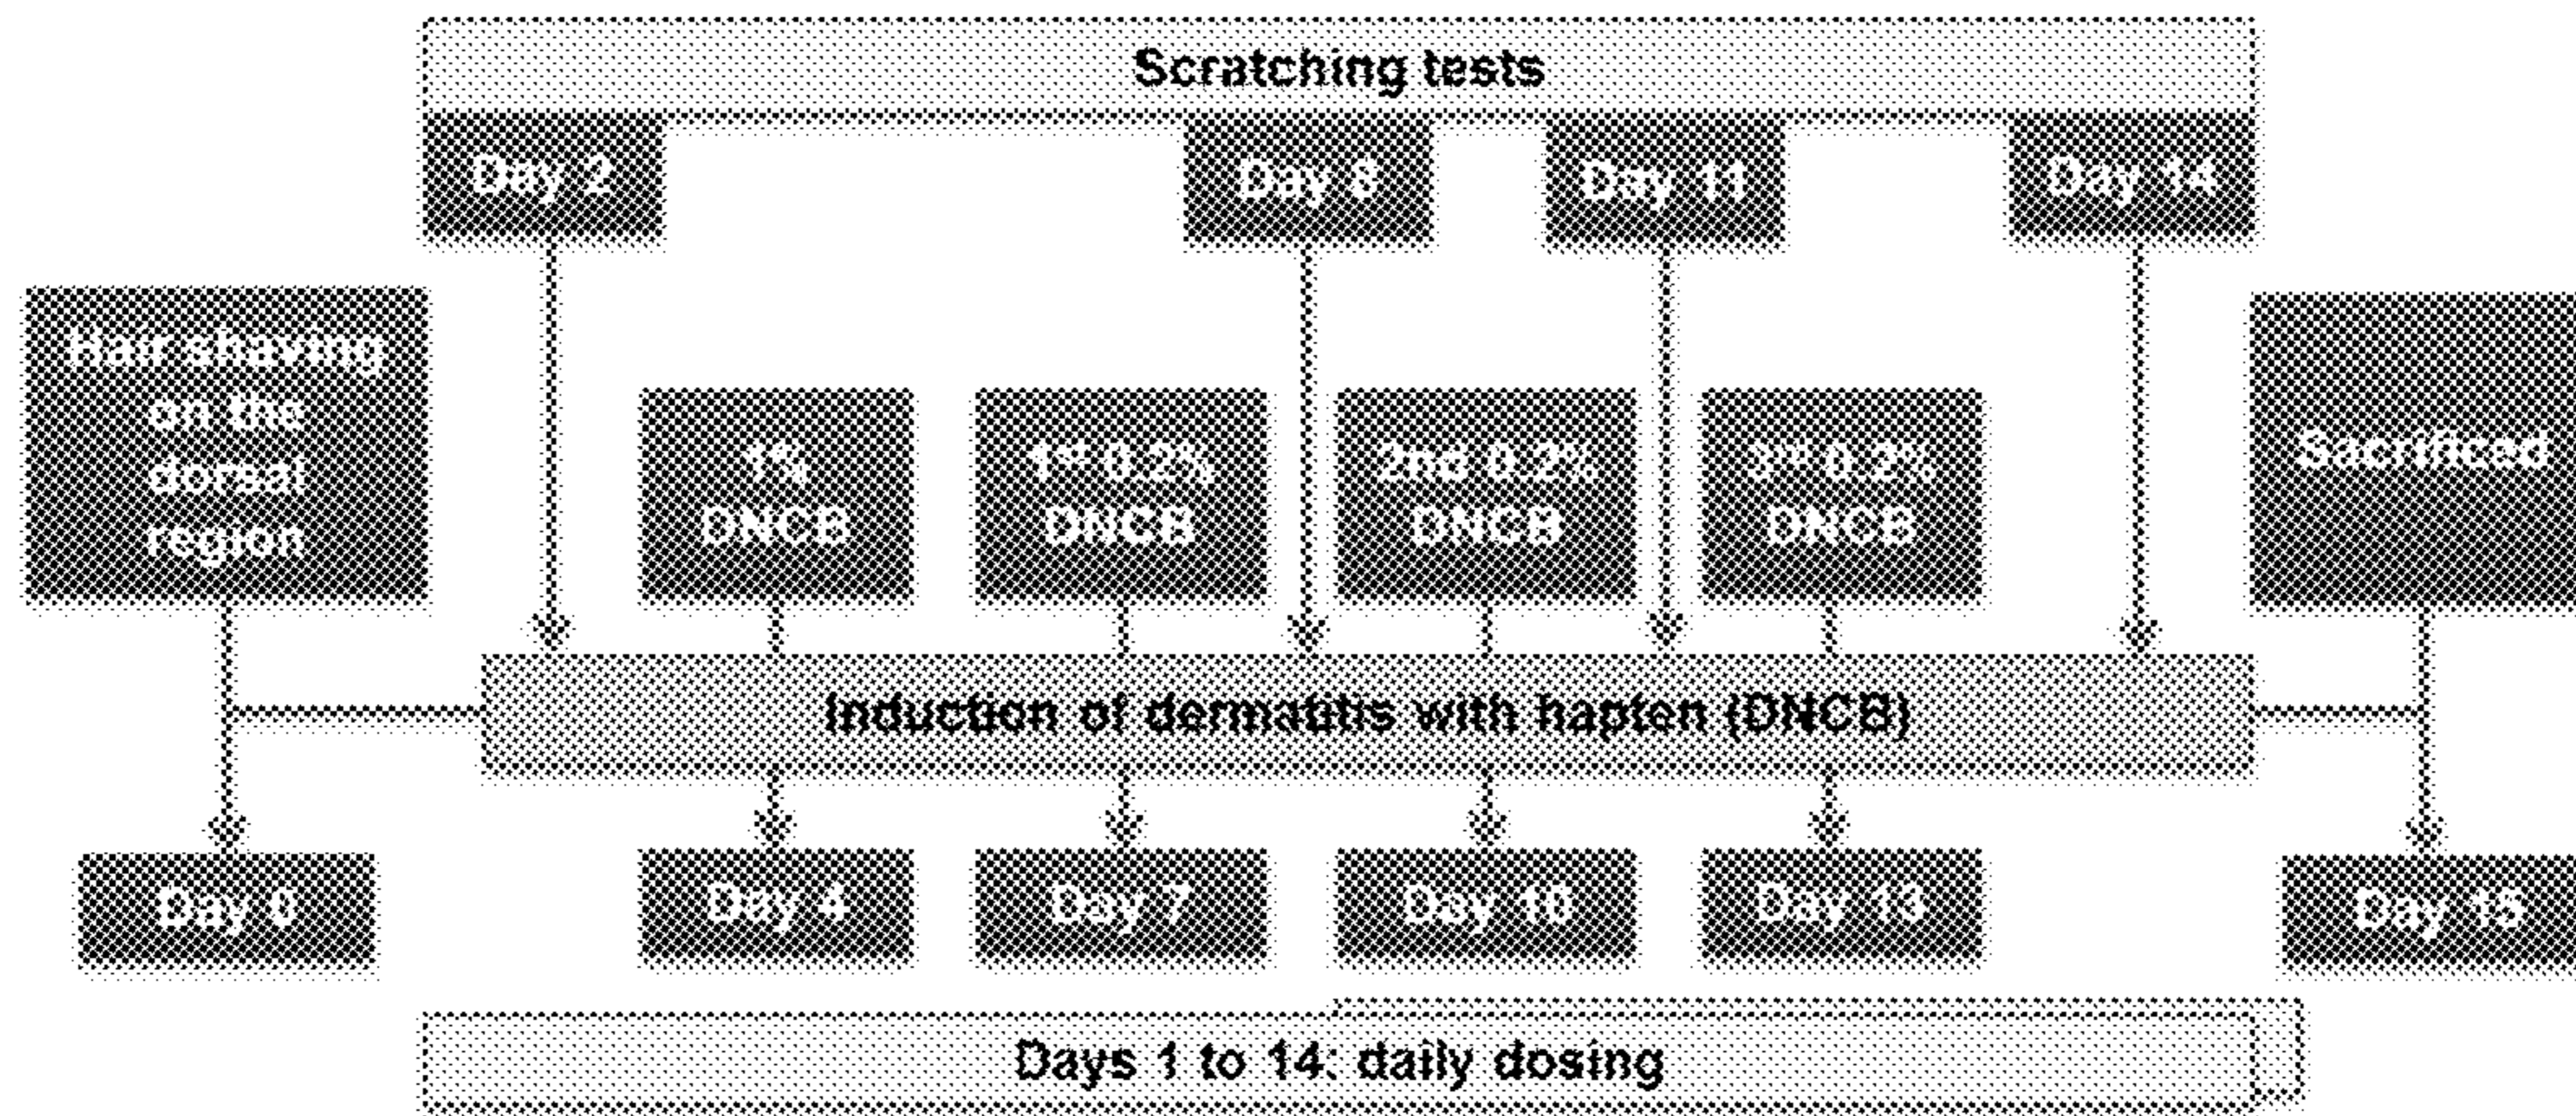 Scratching tests
Day 2
Day 8
Day 11
Day 14
Hair shaving
on the
dorsal
region
1%
DNCB
1st 0.2%
DNCB
2nd 0.2%
DNCB
3rd 0.2%
DNCB
Sacrificed
Induction of dermatitis with hapten (DNCB)
Day 0
Day 4
Day 7
Day 10
Day 13
Day 15
Days 1 to 14: daily dosing